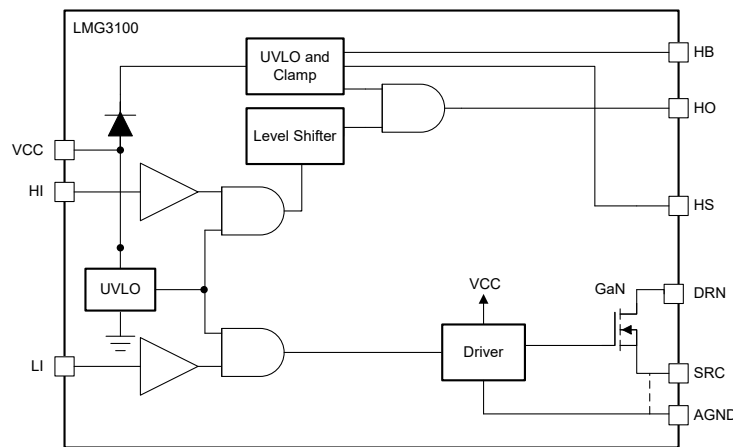 LMG3100
UVLO and
Clamp
HB
HO
Level Shifter
VCC
HI
HS
UVLO
VCC
GaN
DRN
Driver
LI
SRC
AGND